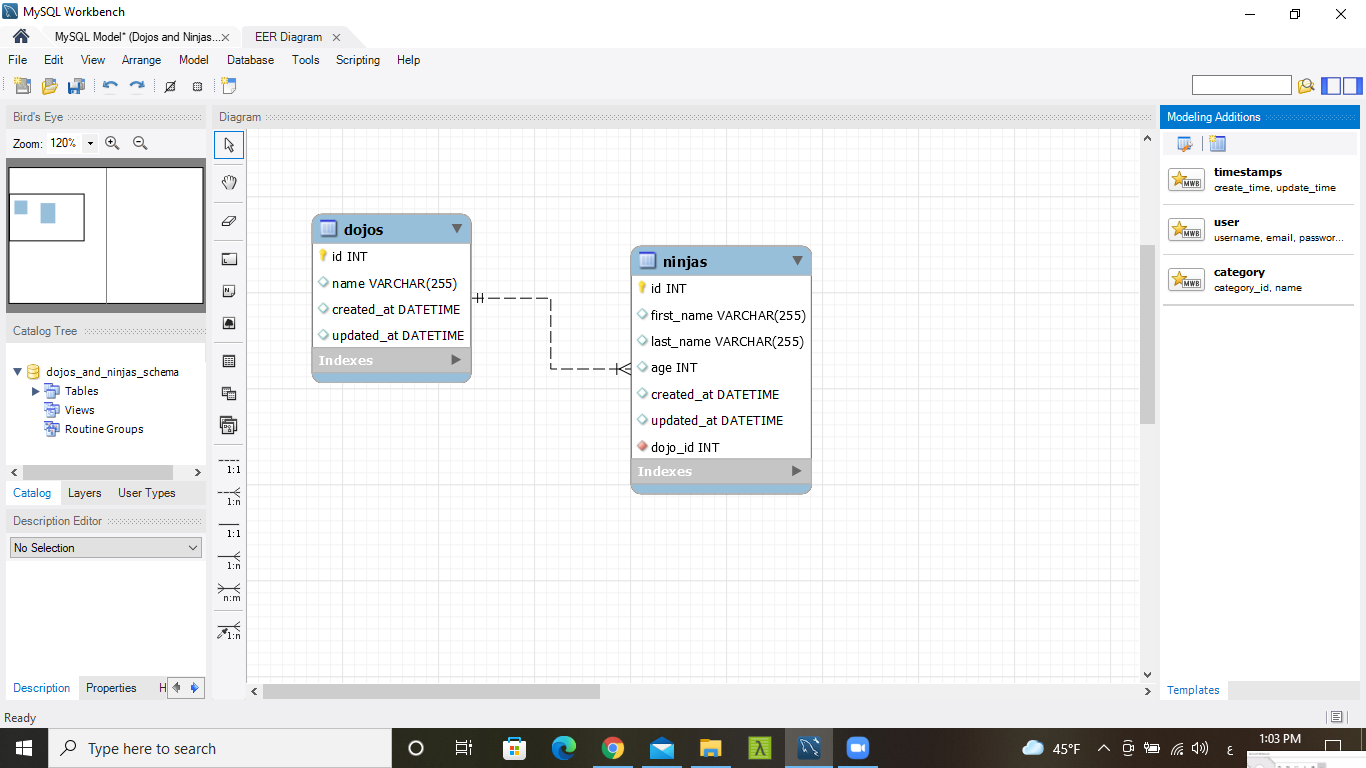 MySQL Workbench
MySQL Model* (Dojos and Ninjas...
EER Diagram
File Edit View Arrange Model Database Tools Scripting Help
Bird's Eye
Zoom: 120%
Catalog Tree
dojos_and_ninjas_schema
Tables
Views
Routine Groups
Catalog Layers User Types
Description Editor
No Selection
Description Properties H
Diagram
1:1
1:n
1:1
1:n
n:m
1:n
dojos
id INT
name VARCHAR(255)
created_at DATETIME
updated_at DATETIME
Indexes
ninjas
id INT
first_name VARCHAR(255)
last_name VARCHAR(255)
age INT
created_at DATETIME
updated_at DATETIME
dojo_id INT
Indexes
Modeling Additions
MWB
timestamps
create_time, update_time
MWB
user
username, email, passwor...
MWB
category
category_id, name
Templates
Ready
Type here to search
45°F
ع
1:03 PM